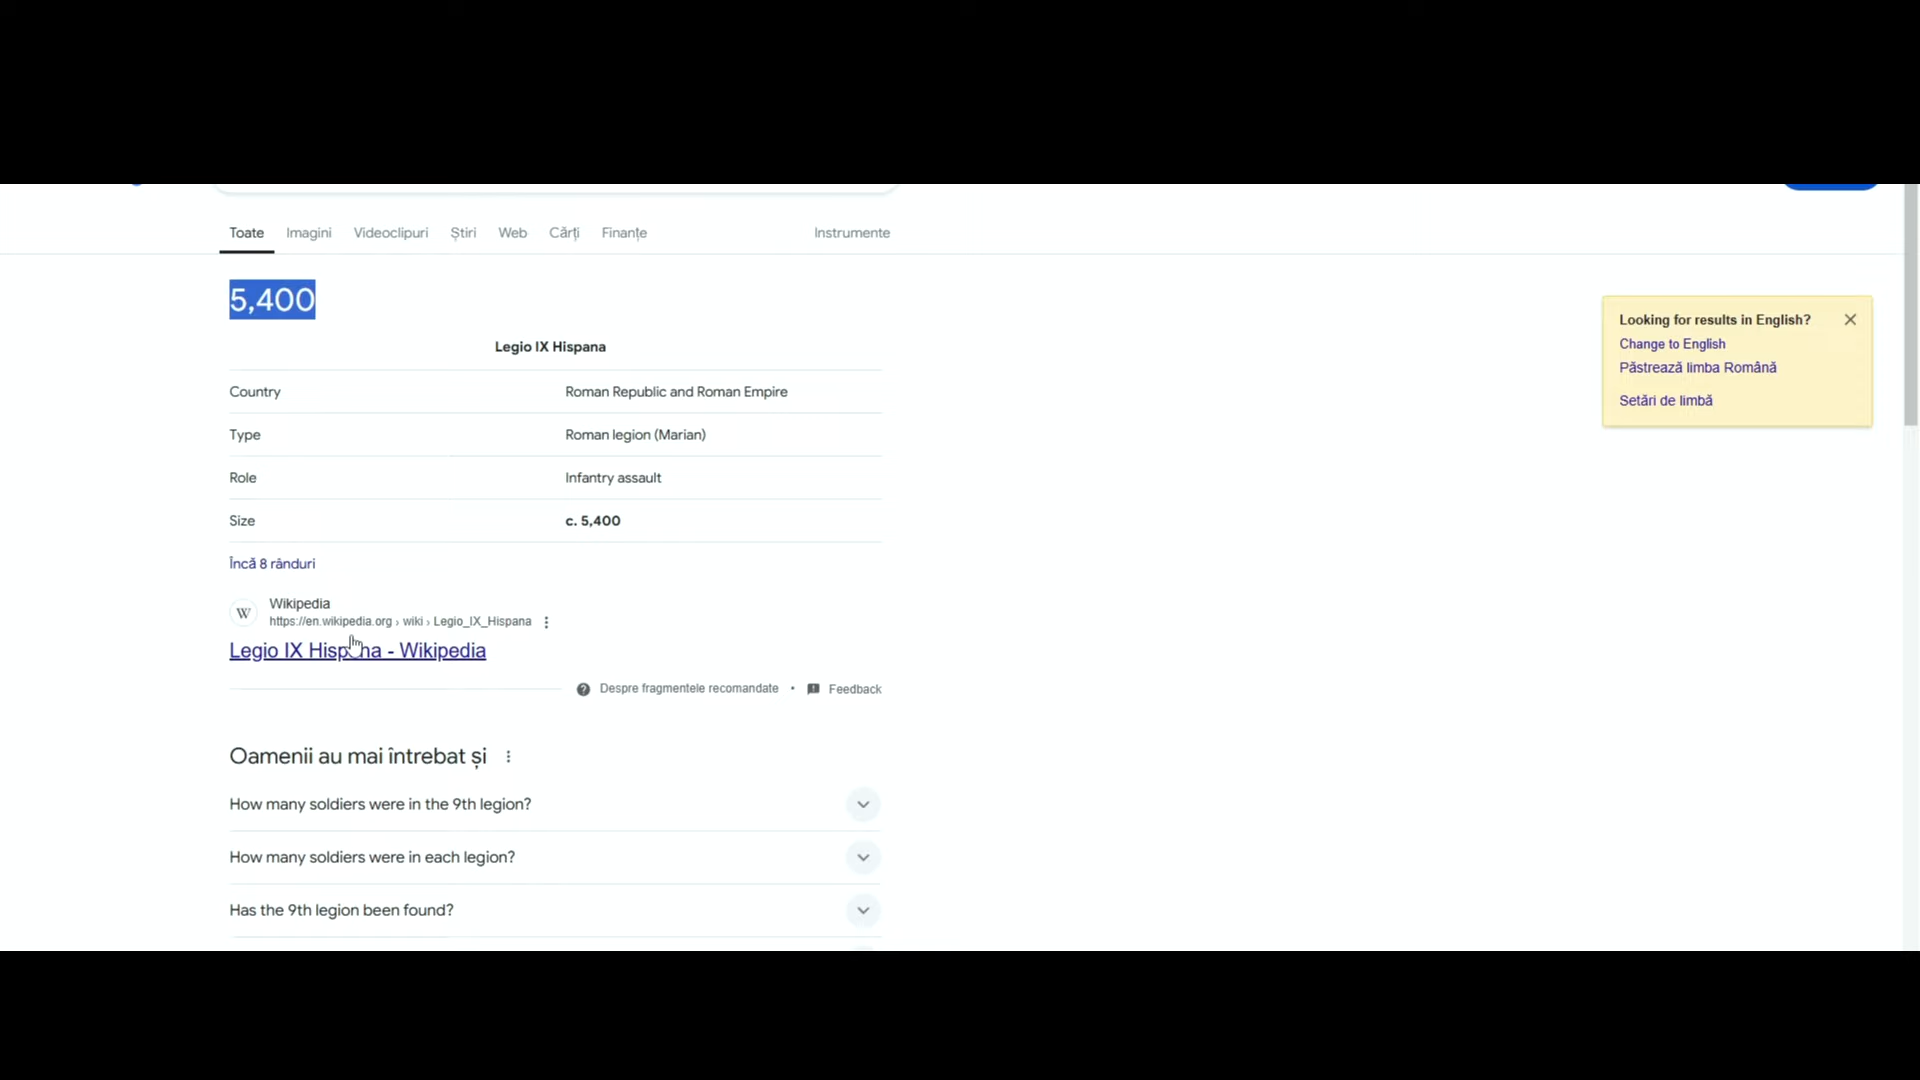 Toate Imagini Videoclipuri Știri Web Cărți Finanțe Instrumente
5,400
Legio IX Hispana
Country Roman Republic and Roman Empire
Type Roman legion (Marian)
Role Infantry assault
Size c. 5,400
Încă 8 rânduri
W Wikipedia
https://en.wikipedia.org › wiki › Legio_IX_Hispana
Legio IX Hispana - Wikipedia
Despre fragmentele recomandate • Feedback
Oamenii au mai întrebat și
How many soldiers were in the 9th legion?
How many soldiers were in each legion?
Has the 9th legion been found?
Looking for results in English?
Change to English
Păstrează limba Română
Setări de limbă